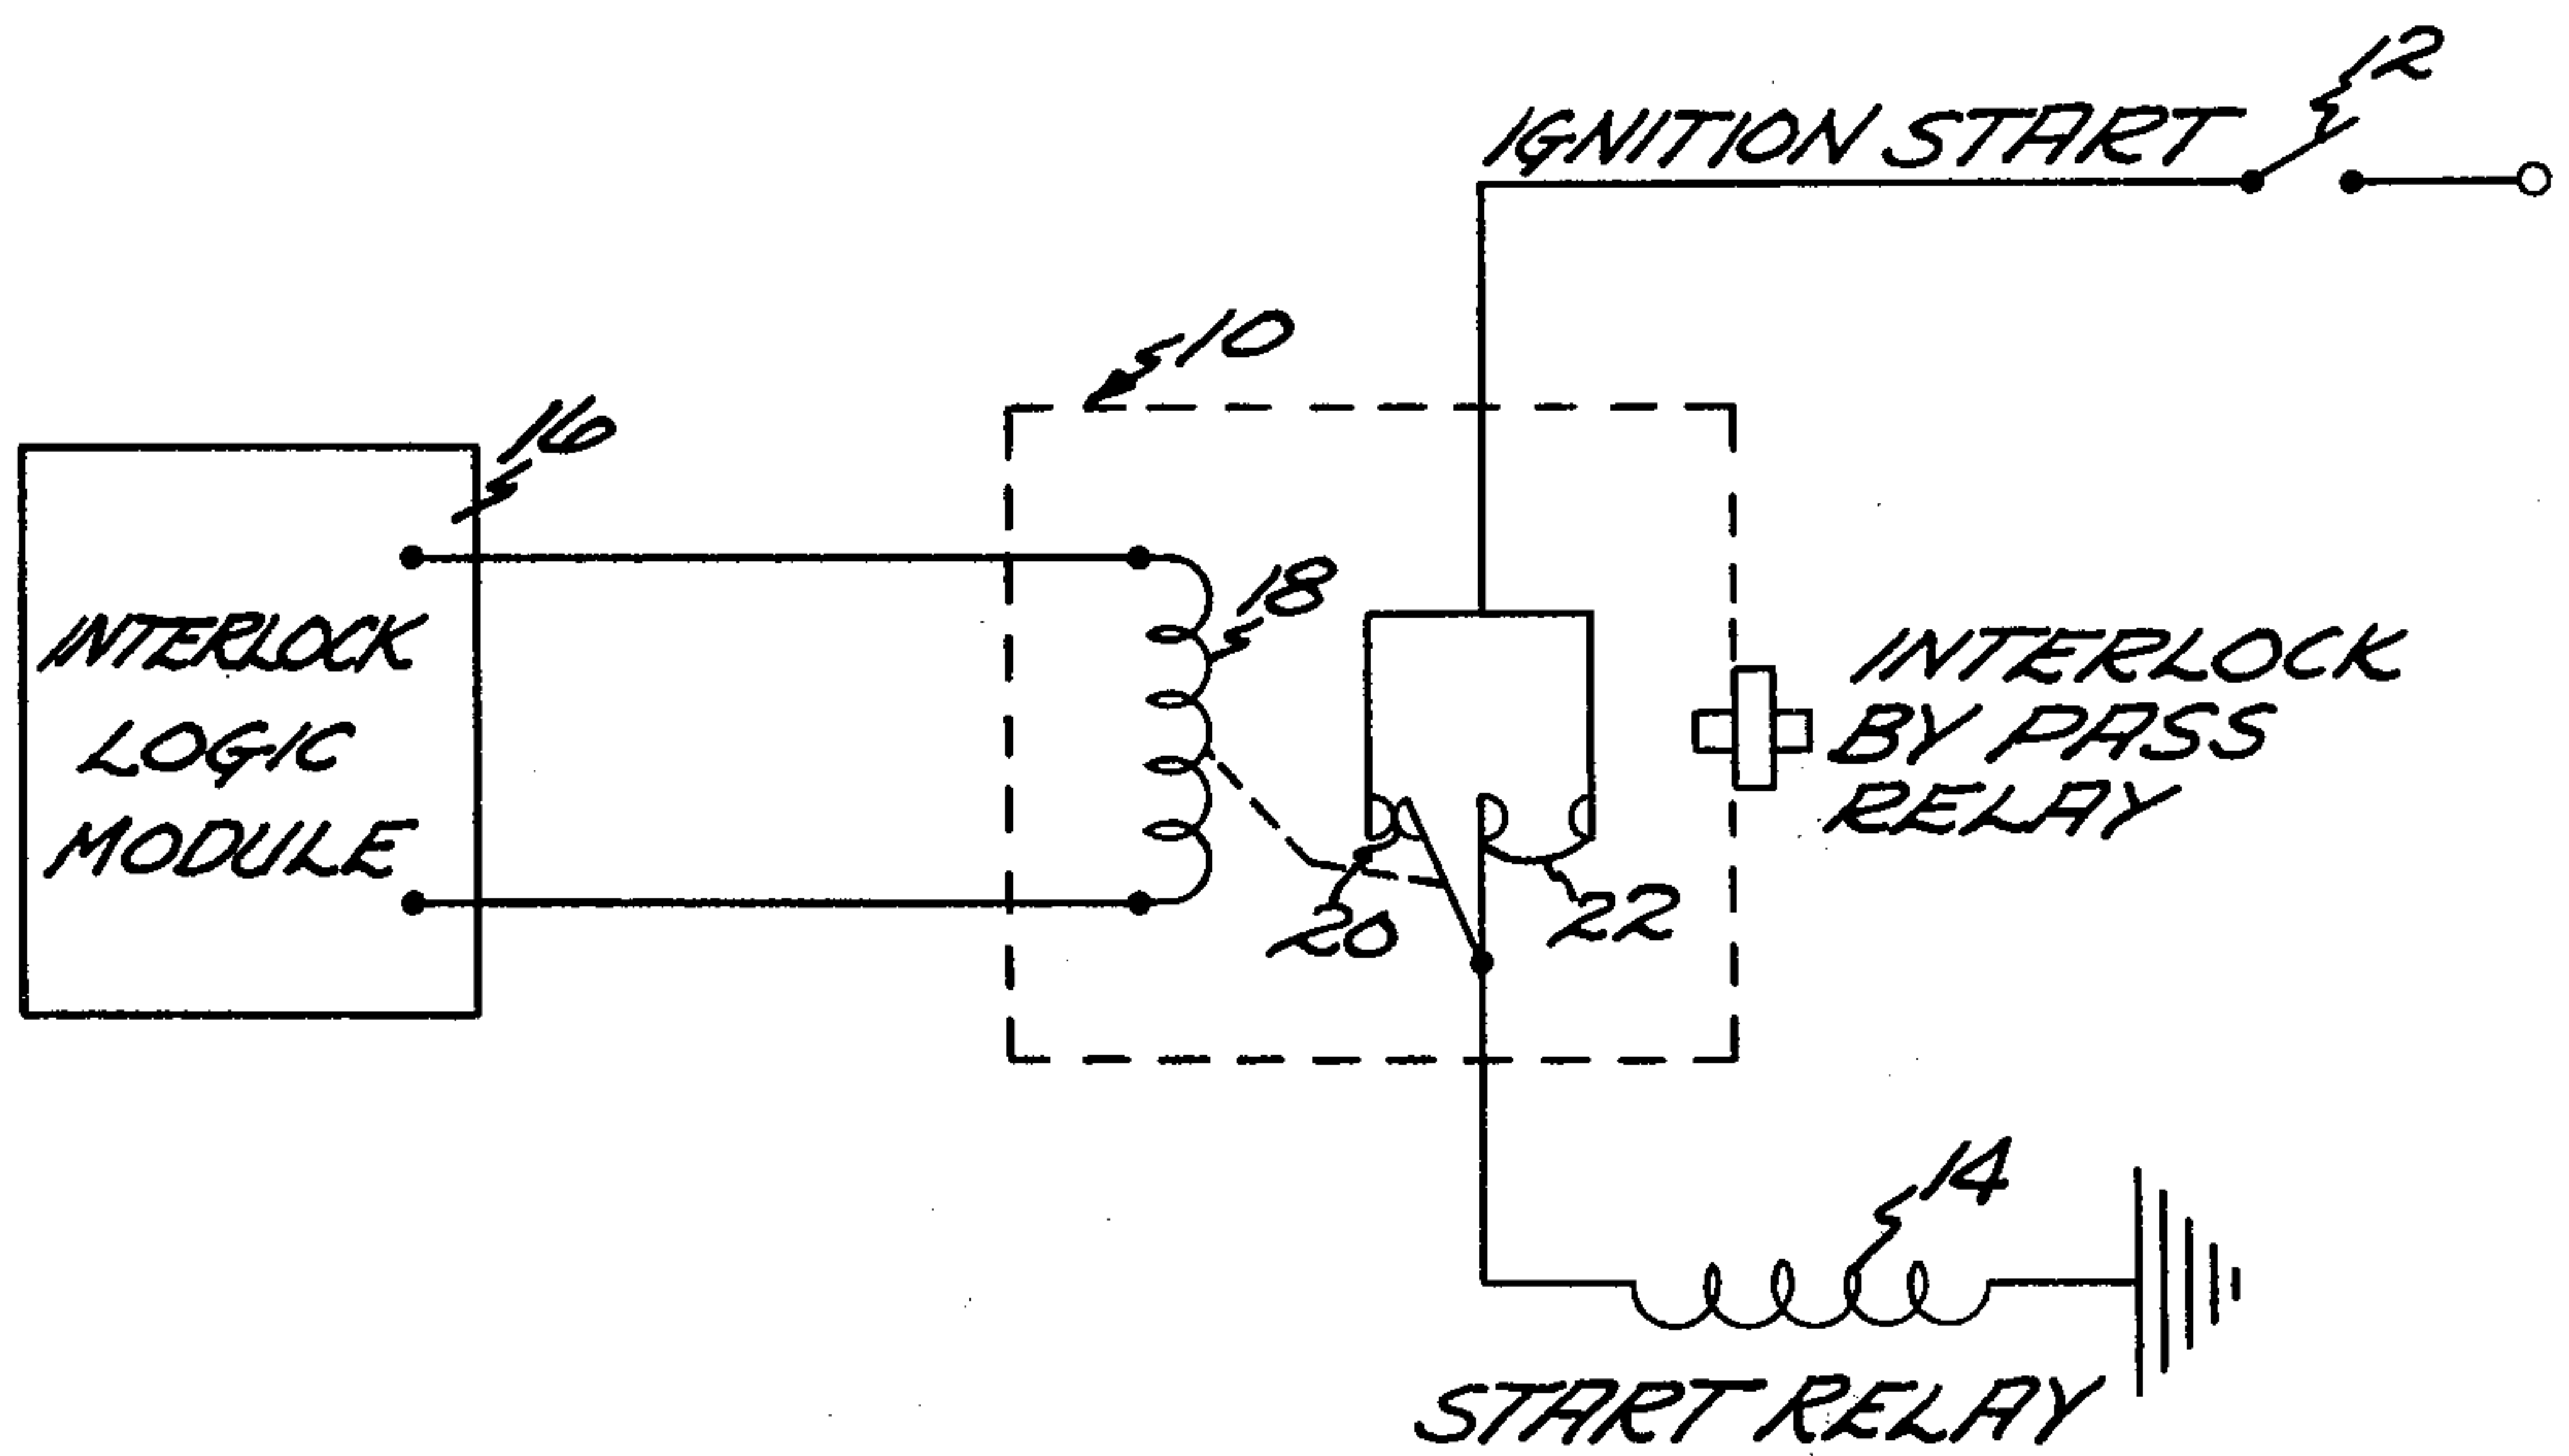 12
IGNITION START
10
16
18
INTERLOCK
LOGIC
MODULE
INTERLOCK
BY PASS
RELAY
20
22
14
START RELAY